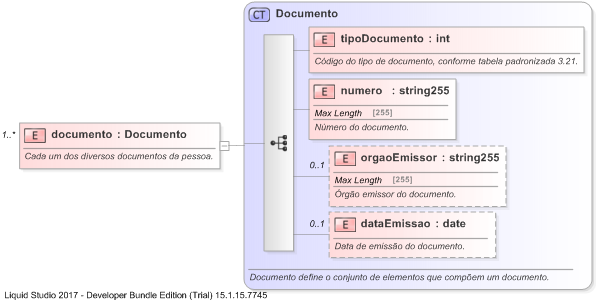 CT Documento
E tipoDocumento : int
Código do tipo de documento, conforme tabela padronizada 3.21.
E numero : string255
Max Length [255]
Número do documento.
1..* E documento : Documento
Cada um dos diversos documentos da pessoa.
0..1 E orgaoEmissor : string255
Max Length [255]
Órgão emissor do documento.
0..1 E dataEmissao : date
Data de emissão do documento.
Documento define o conjunto de elementos que compõem um documento.
Liquid Studio 2017 - Developer Bundle Edition (Trial) 15.1.15.7745